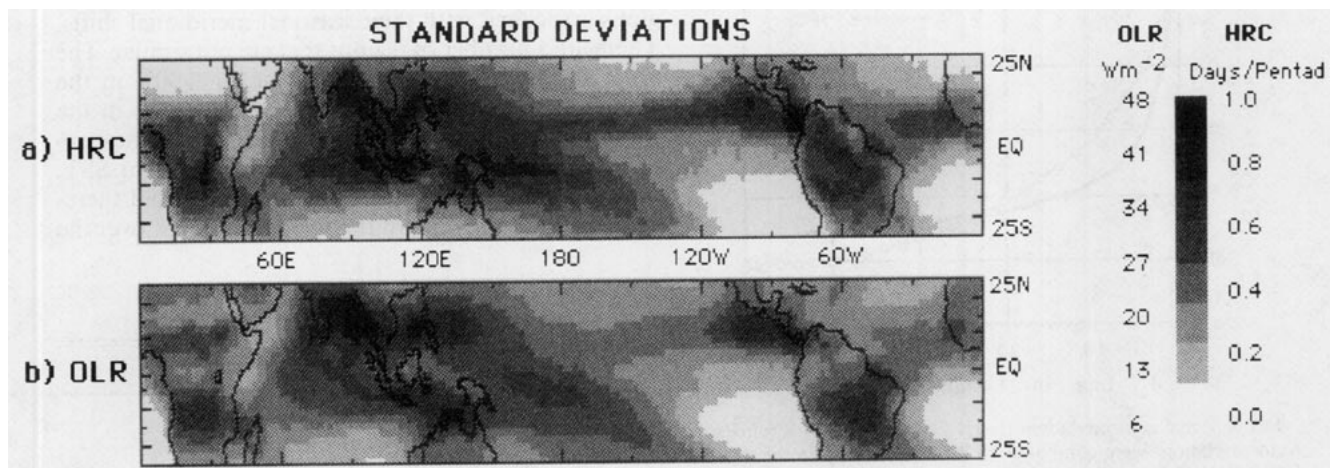 STANDARD DEVIATIONS
OLR HRC
Wm-2 Days/Pentad
a) HRC
25N
EQ
25S
60E 120E 180 120W 60W
b) OLR
25N
EQ
25S
48 1.0
41 0.8
34 0.6
27 0.4
20 0.2
13 0.0
6